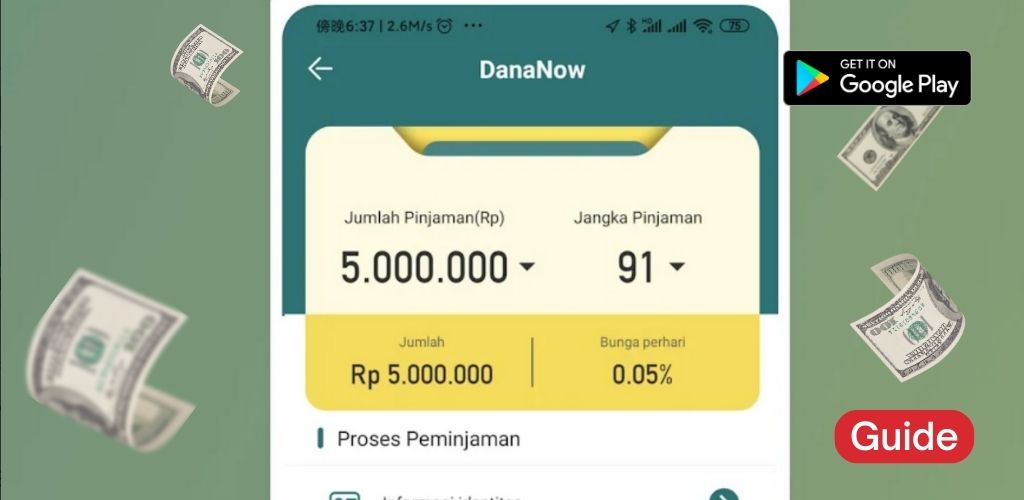 傍晚6:37 | 2.6M/s
75
DanaNow
GET IT ON
Google Play
Jumlah Pinjaman(Rp)
Jangka Pinjaman
5.000.000
91
Jumlah
Bunga perhari
Rp 5.000.000
0.05%
Guide
Proses Peminjaman